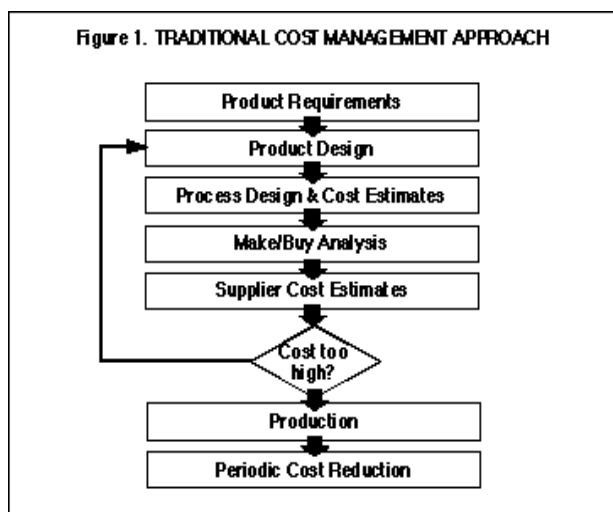 Figure 1. TRADITIONAL COST MANAGEMENT APPROACH
Product Requirements
Product Design
Process Design & Cost Estimates
Make/Buy Analysis
Supplier Cost Estimates
Cost too
high?
Production
Periodic Cost Reduction